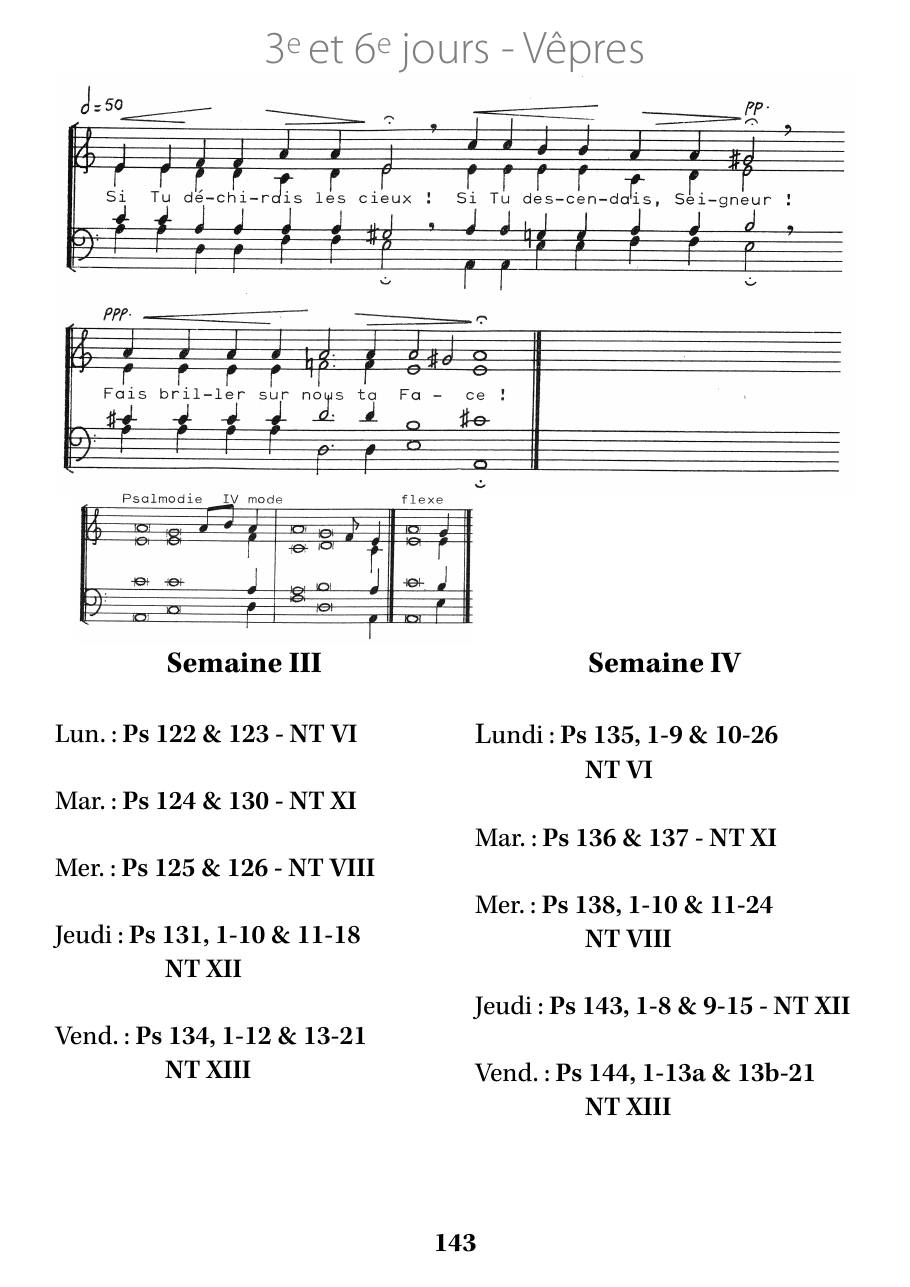 3e et 6e jours - Vêpres
= 50
pp.
Si Tu dé-chi-rais les cieux ! Si Tu des-cen-dais, Sei-gneur !
ppp.
Fais bril-ler sur nous ta Fa - ce !
Psalmodie IV mode flexe
Semaine III
Lun. : Ps 122 & 123 - NT VI
Mar. : Ps 124 & 130 - NT XI
Mer. : Ps 125 & 126 - NT VIII
Jeudi : Ps 131, 1-10 & 11-18
NT XII
Vend. : Ps 134, 1-12 & 13-21
NT XIII
Semaine IV
Lundi : Ps 135, 1-9 & 10-26
NT VI
Mar. : Ps 136 & 137 - NT XI
Mer. : Ps 138, 1-10 & 11-24
NT VIII
Jeudi : Ps 143, 1-8 & 9-15 - NT XII
Vend. : Ps 144, 1-13a & 13b-21
NT XIII
143